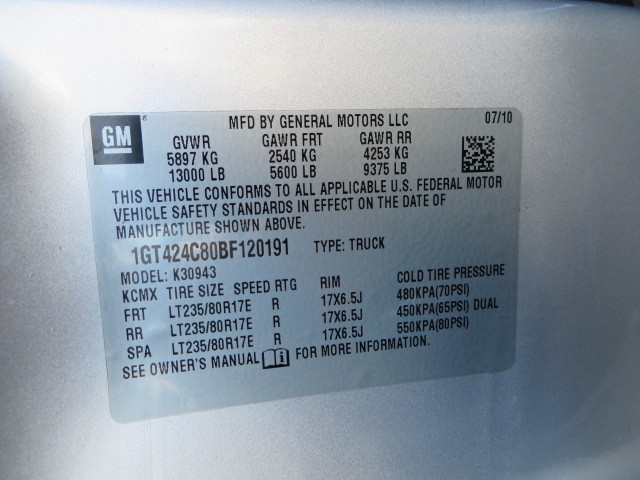 GM
®
MFD BY GENERAL MOTORS LLC 07/10
GVWR GAWR FRT GAWR RR
5897 KG 2540 KG 4253 KG
13000 LB 5600 LB 9375 LB
THIS VEHICLE CONFORMS TO ALL APPLICABLE U.S. FEDERAL MOTOR
VEHICLE SAFETY STANDARDS IN EFFECT ON THE DATE OF
MANUFACTURE SHOWN ABOVE.
1GT424C80BF120191 TYPE: TRUCK
MODEL: K30943
KCMX TIRE SIZE SPEED RTG RIM COLD TIRE PRESSURE
FRT LT235/80R17E R 17X6.5J 480KPA(70PSI)
RR LT235/80R17E R 17X6.5J 450KPA(65PSI) DUAL
SPA LT235/80R17E R 17X6.5J 550KPA(80PSI)
SEE OWNER'S MANUAL i FOR MORE INFORMATION.